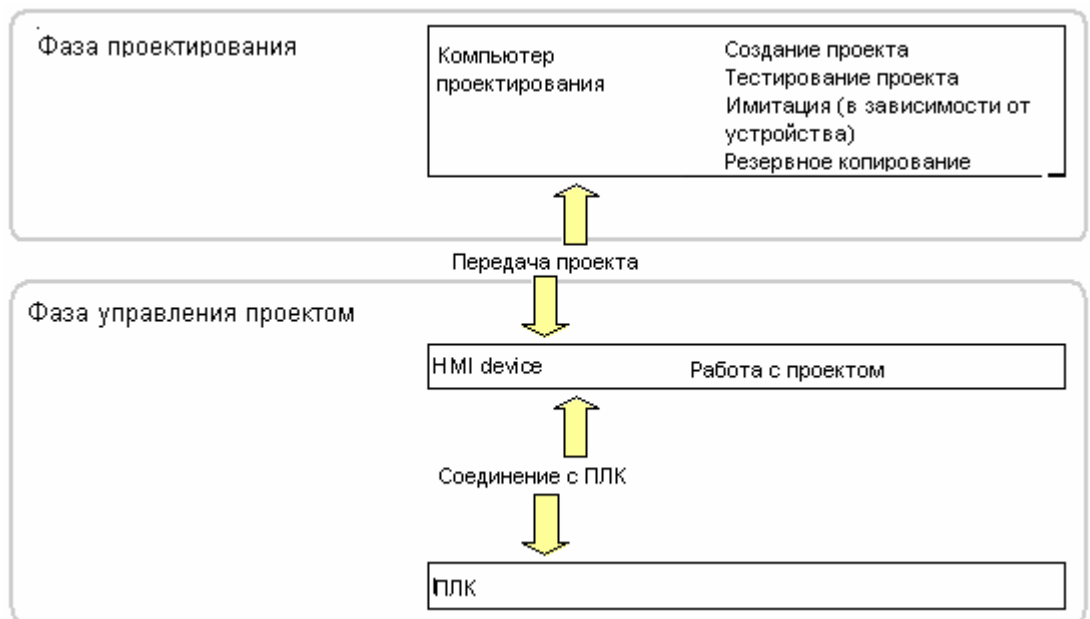 Фаза проектирования
Компьютер
проектирования
Создание проекта
Тестирование проекта
Имитация (в зависимости от
устройства)
Резервное копирование
Передача проекта
Фаза управления проектом
HMI device
Работа с проектом
Соединение с ПЛК
ПЛК